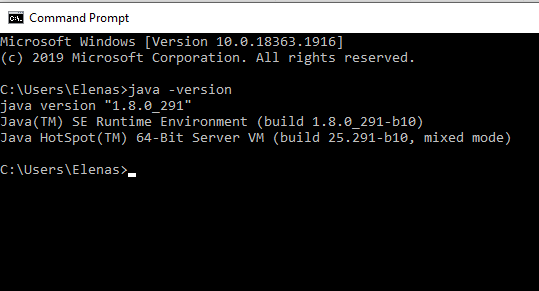 Command Prompt
Microsoft Windows [Version 10.0.18363.1916]
(c) 2019 Microsoft Corporation. All rights reserved.
C:\Users\Elenas>java -version
java version "1.8.0_291"
Java(TM) SE Runtime Environment (build 1.8.0_291-b10)
Java HotSpot(TM) 64-Bit Server VM (build 25.291-b10, mixed mode)
C:\Users\Elenas>